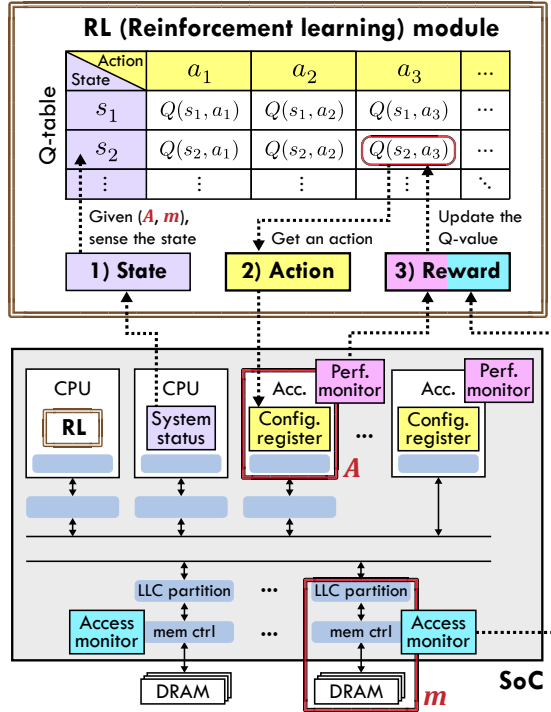 RL (Reinforcement learning) module
Q-table
Action
State
a₁ a₂ a₃ ...
s₁ Q(s₁, a₁) Q(s₁, a₂) Q(s₁, a₃) ...
s₂ Q(s₂, a₁) Q(s₂, a₂) Q(s₂, a₃) ...
⋮ ⋮ ⋮ ⋮ ⋱
Given (A, m),
sense the state
Get an action
Update the
Q-value
1) State
2) Action
3) Reward
CPU
RL
CPU
System
status
Acc.
Perf.
monitor
Config.
register
A
...
Acc.
Perf.
monitor
Config.
register
LLC partition
...
LLC partition
Access
monitor
mem ctrl
...
mem ctrl
Access
monitor
DRAM
DRAM
m
SoC